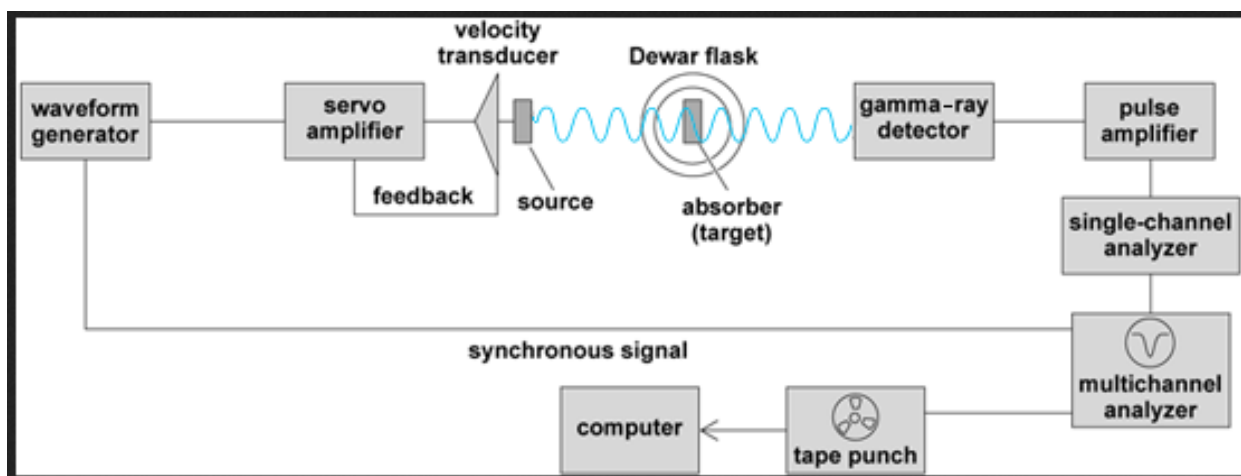 velocity
transducer
Dewar flask
waveform
generator
servo
amplifier
gamma-ray
detector
pulse
amplifier
feedback
source
absorber
(target)
single-channel
analyzer
synchronous signal
multichannel
analyzer
computer
tape punch